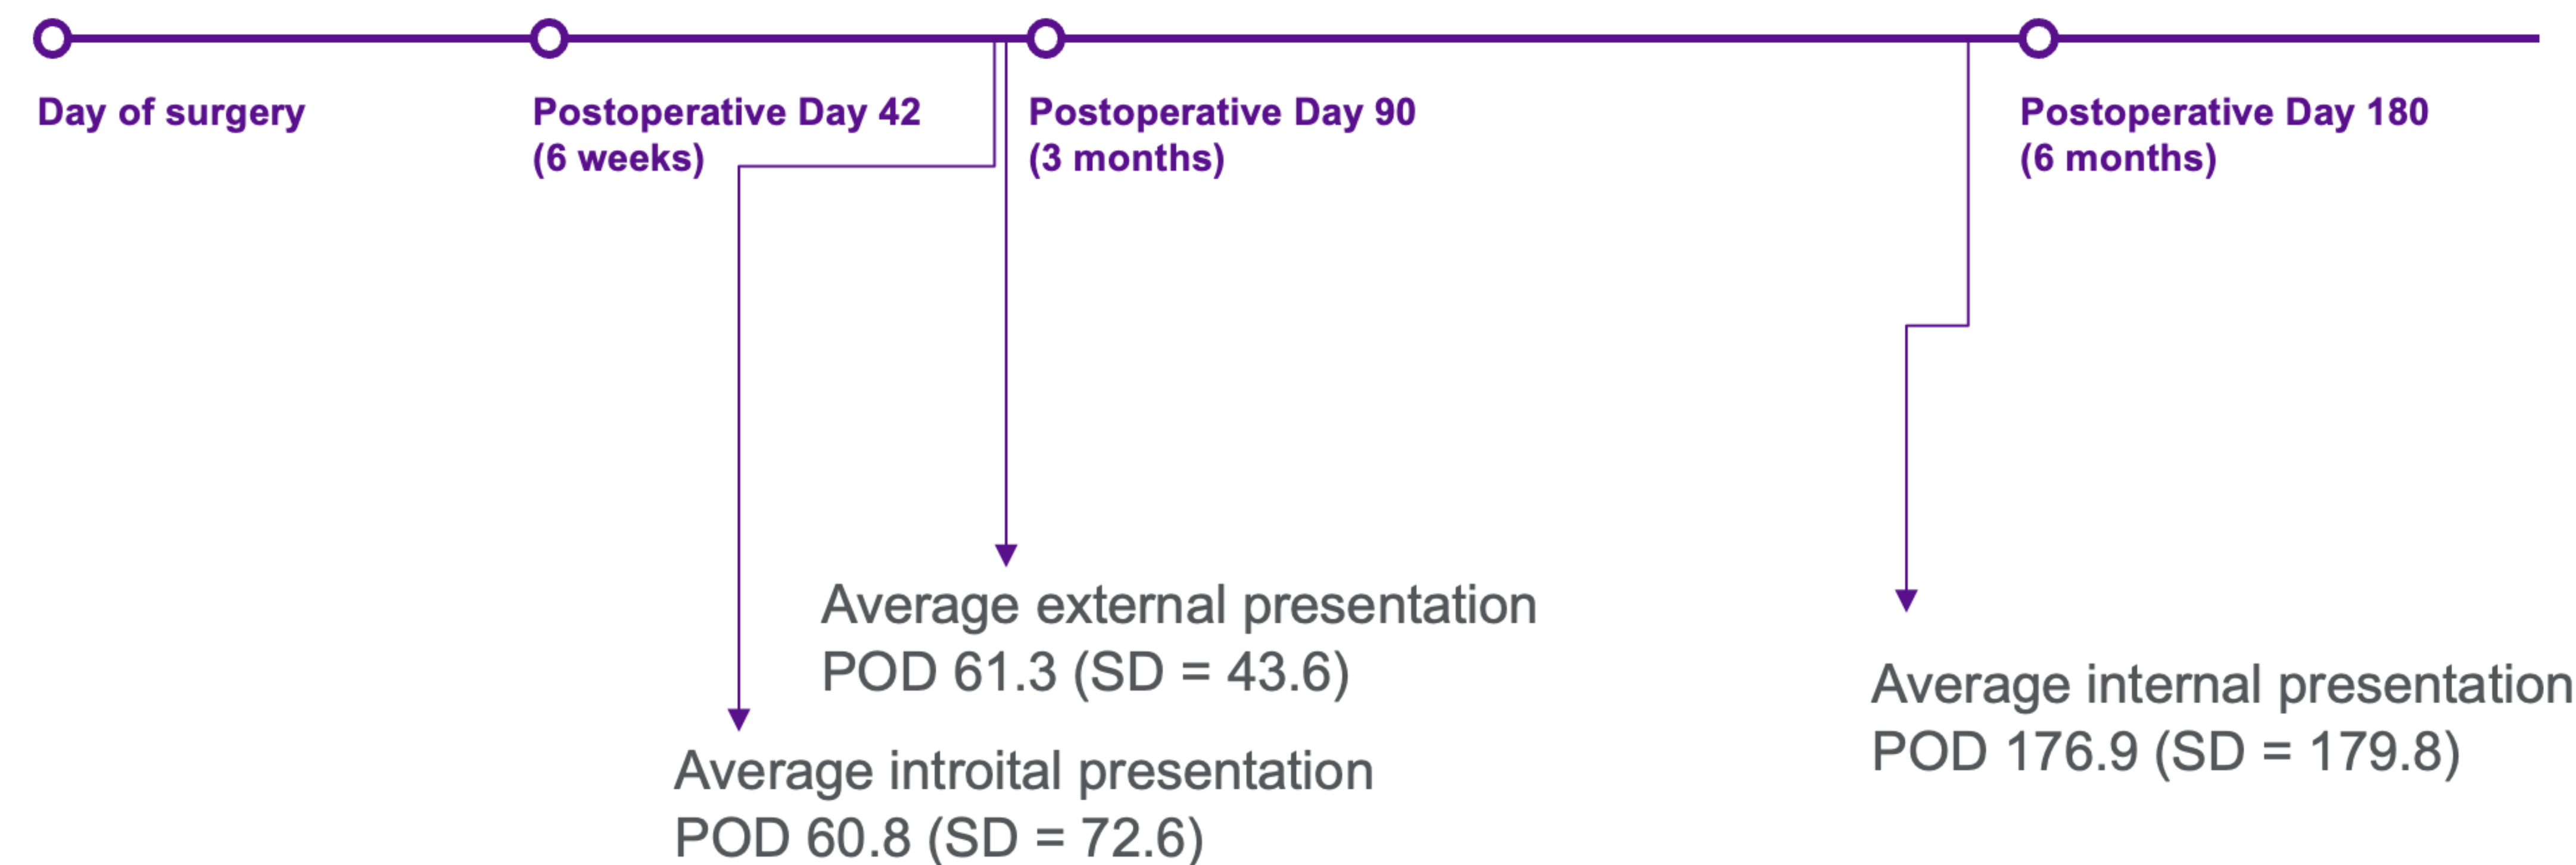 Day of surgery
Postoperative Day 42
(6 weeks)
Postoperative Day 90
(3 months)
Postoperative Day 180
(6 months)
Average external presentation
POD 61.3 (SD = 43.6)
Average introital presentation
POD 60.8 (SD = 72.6)
Average internal presentation
POD 176.9 (SD = 179.8)